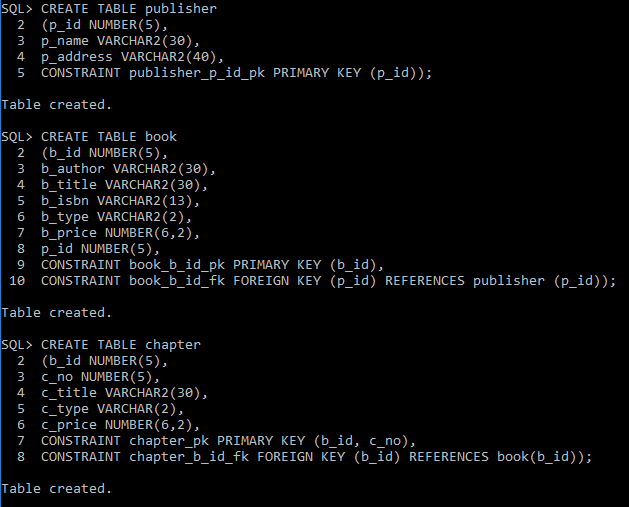 SQL> CREATE TABLE publisher
  2  (p_id NUMBER(5),
  3  p_name VARCHAR2(30),
  4  p_address VARCHAR2(40),
  5  CONSTRAINT publisher_p_id_pk PRIMARY KEY (p_id));

Table created.

SQL> CREATE TABLE book
  2  (b_id NUMBER(5),
  3  b_author VARCHAR2(30),
  4  b_title VARCHAR2(30),
  5  b_isbn VARCHAR2(13),
  6  b_type VARCHAR2(2),
  7  b_price NUMBER(6,2),
  8  p_id NUMBER(5),
  9  CONSTRAINT book_b_id_pk PRIMARY KEY (b_id),
 10  CONSTRAINT book_b_id_fk FOREIGN KEY (p_id) REFERENCES publisher (p_id));

Table created.

SQL> CREATE TABLE chapter
  2  (b_id NUMBER(5),
  3  c_no NUMBER(5),
  4  c_title VARCHAR2(30),
  5  c_type VARCHAR(2),
  6  c_price NUMBER(6,2),
  7  CONSTRAINT chapter_pk PRIMARY KEY (b_id, c_no),
  8  CONSTRAINT chapter_b_id_fk FOREIGN KEY (b_id) REFERENCES book(b_id));

Table created.